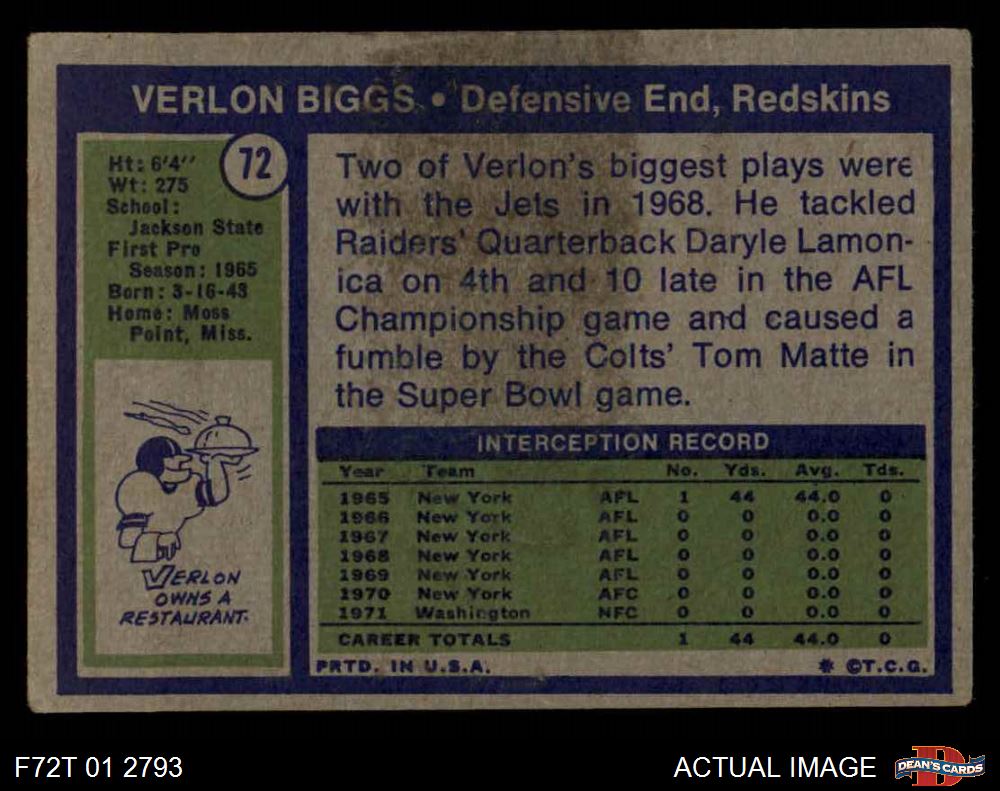 VERLON BIGGS • Defensive End, Redskins
72
Ht: 6'4''
Wt: 275
School:
Jackson State
First Pro
Season: 1965
Born: 3-16-43
Home: Moss
Point, Miss.
VERLON
OWNS A
RESTAURANT.
Two of Verlon's biggest plays were
with the Jets in 1968. He tackled
Raiders' Quarterback Daryle Lamon-
ica on 4th and 10 late in the AFL
Championship game and caused a
fumble by the Colts' Tom Matte in
the Super Bowl game.
INTERCEPTION RECORD
Year Team No. Yds. Avg. Tds.
1965 New York AFL 1 44 44.0 0
1966 New York AFL 0 0 0.0 0
1967 New York AFL 0 0 0.0 0
1968 New York AFL 0 0 0.0 0
1969 New York AFL 0 0 0.0 0
1970 New York AFC 0 0 0.0 0
1971 Washington NFC 0 0 0.0 0
CAREER TOTALS 1 44 44.0 0
PRTD. IN U.S.A. * ©T.C.G.
F72T 01 2793
ACTUAL IMAGE
D
DEAN'S CARDS